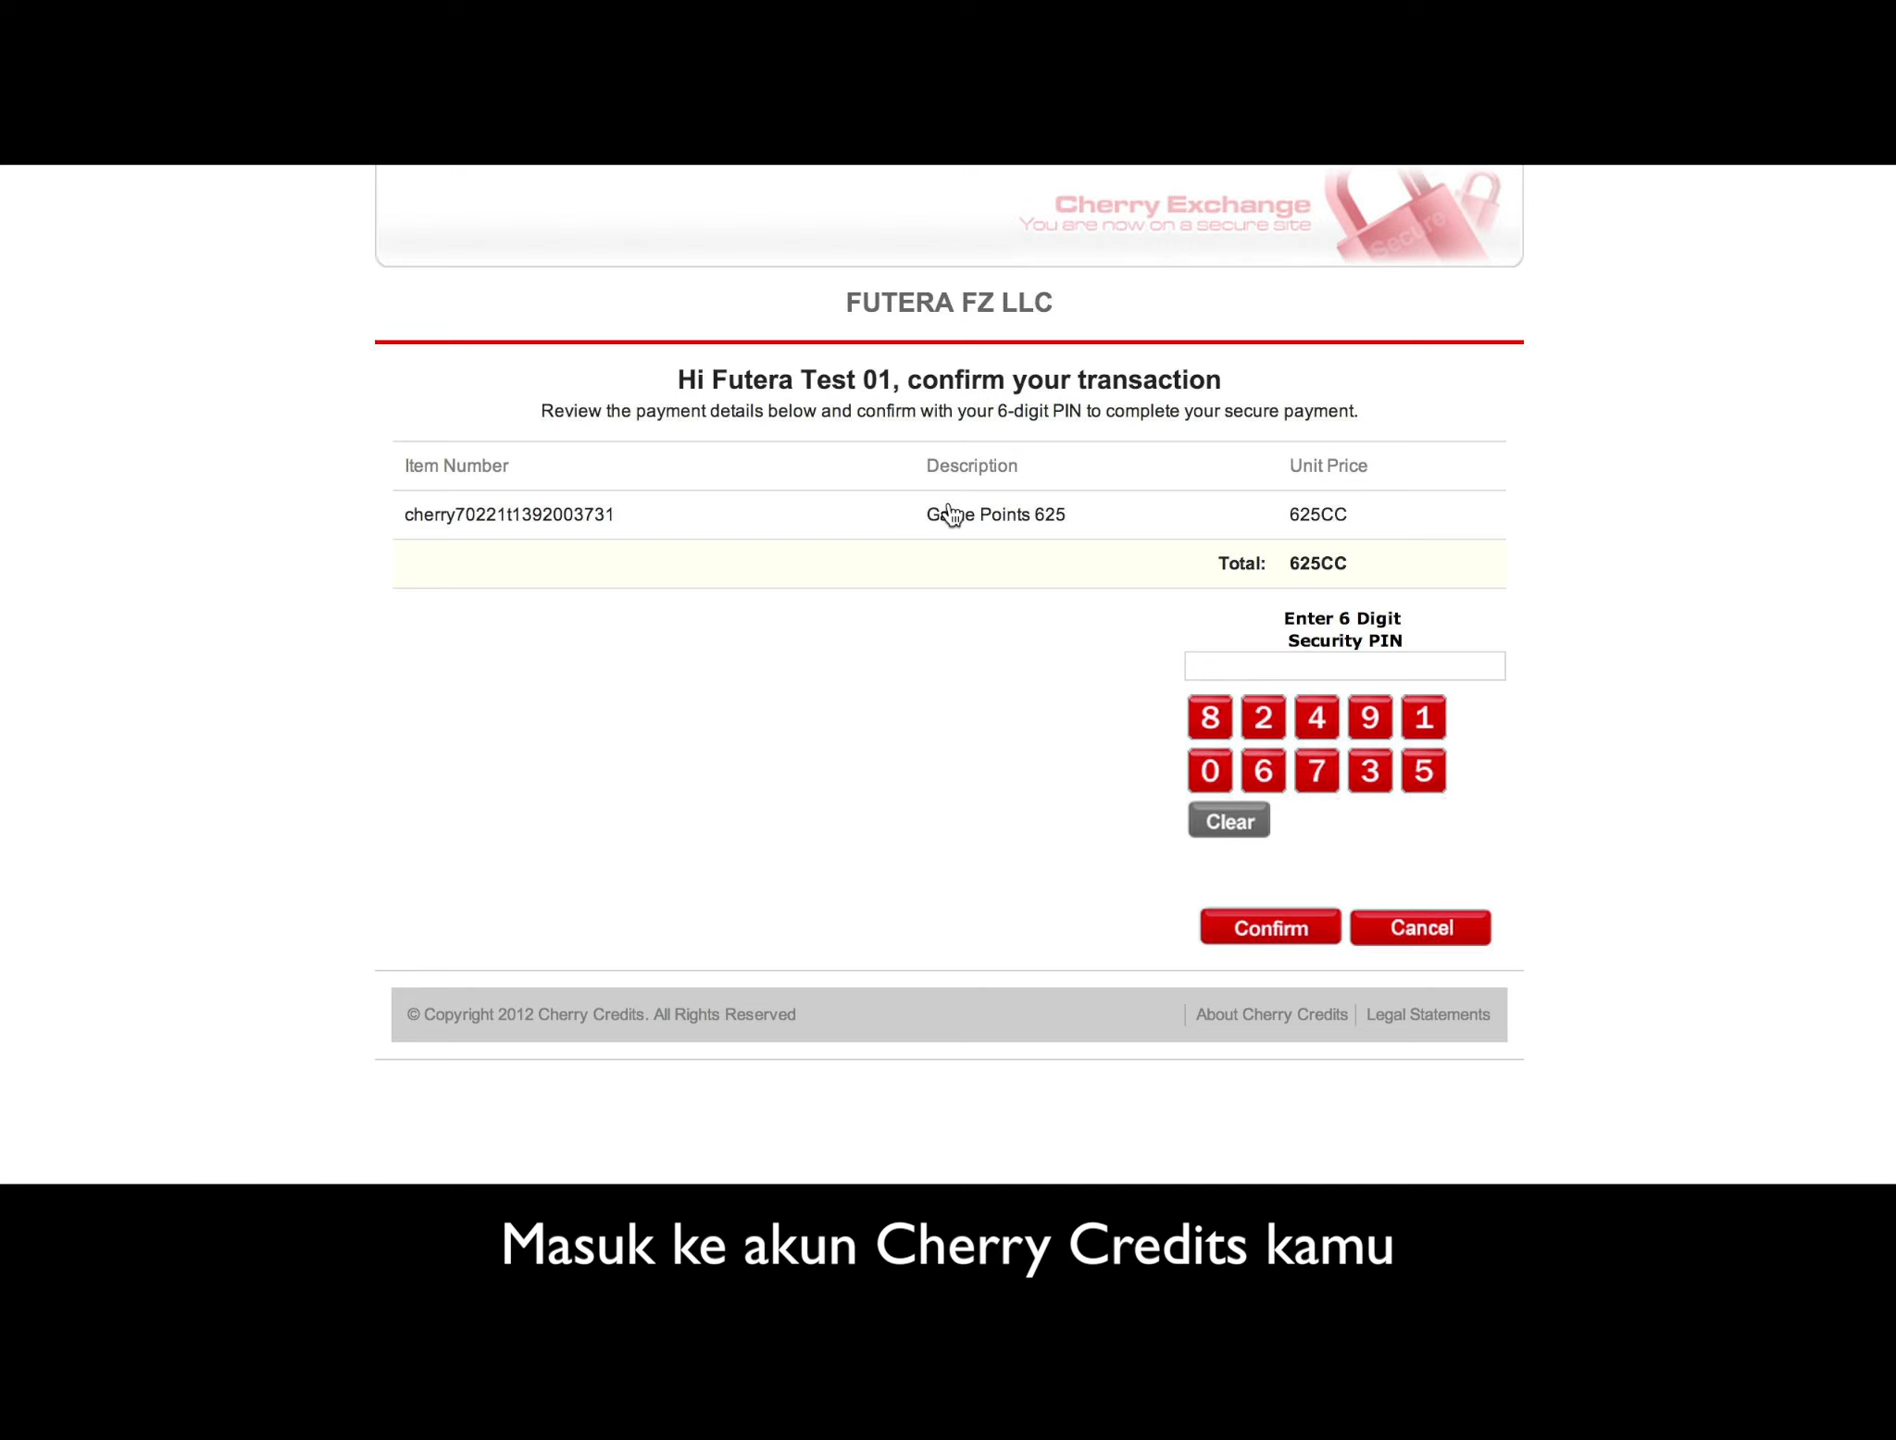 Cherry Exchange
You are now on a secure site
Secure
FUTERA FZ LLC
Hi Futera Test 01, confirm your transaction
Review the payment details below and confirm with your 6-digit PIN to complete your secure payment.
Item Number Description Unit Price
cherry70221t1392003731 Game Points 625 625CC
Total: 625CC
Enter 6 Digit
Security PIN
8 2 4 9 1
0 6 7 3 5
Clear
Confirm Cancel
© Copyright 2012 Cherry Credits. All Rights Reserved About Cherry Credits Legal Statements
Masuk ke akun Cherry Credits kamu